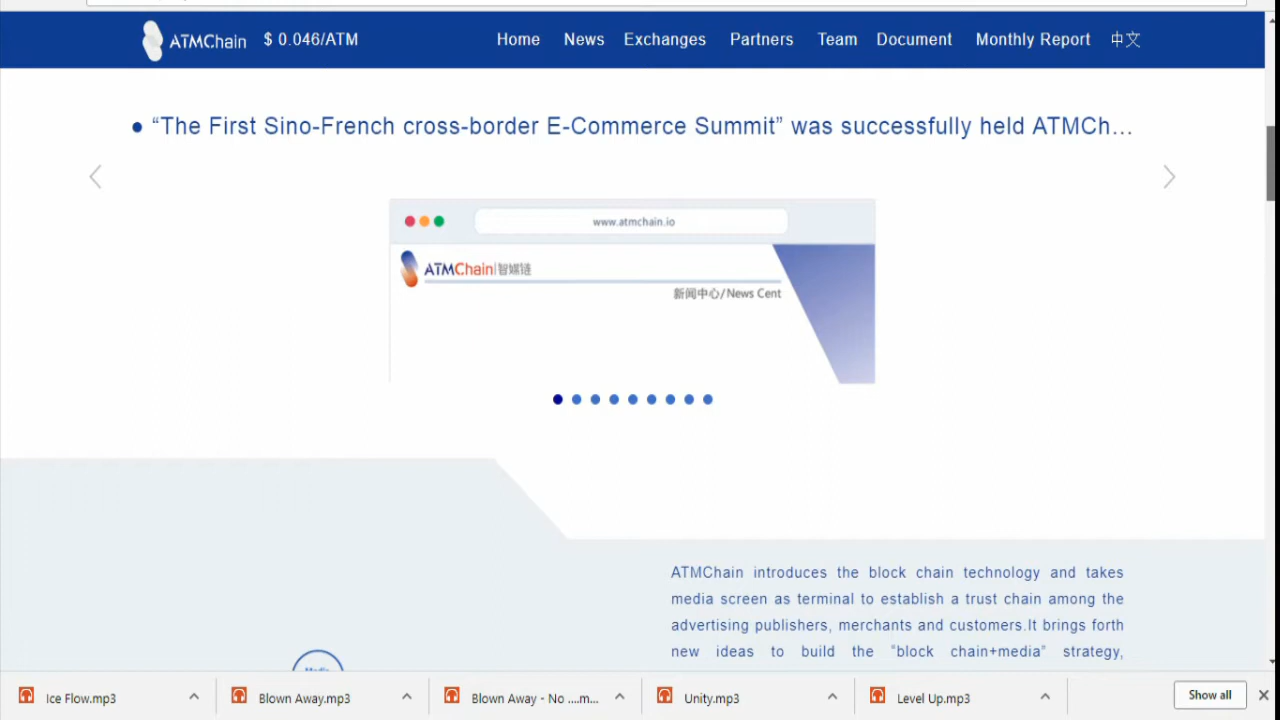 ATMChain $ 0.046/ATM Home News Exchanges Partners Team Document Monthly Report 中文
• “The First Sino-French cross-border E-Commerce Summit” was successfully held ATMCh...
www.atmchain.io
ATMChain|智媒链
新闻中心/News Cent
ATMChain introduces the block chain technology and takes
media screen as terminal to establish a trust chain among the
advertising publishers, merchants and customers.It brings forth
new ideas to build the “block chain+media” strategy,
Media
Ice Flow.mp3 Blown Away.mp3 Blown Away - No ....m... Unity.mp3 Level Up.mp3 Show all